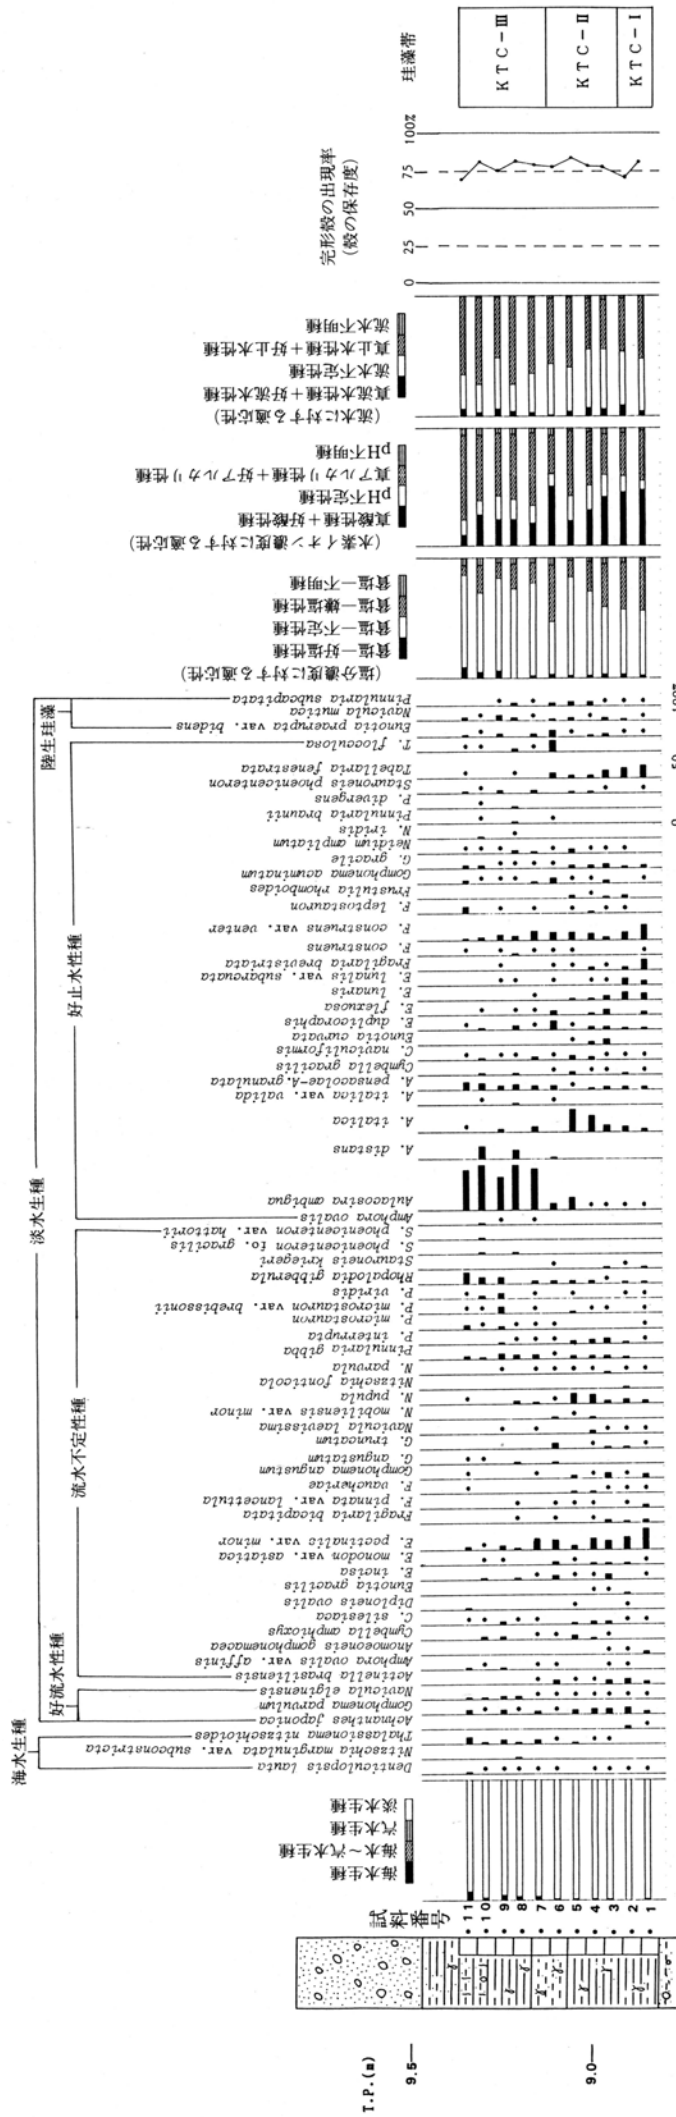 珪藻帯
KTC-Ⅲ
KTC-Ⅱ
KTC-Ⅰ
完形殻の出現率
(殻の保存度)
0
25
50
75
100%
流水不明種
真止水性種+好止水性種
流水不定性種
真流水性種+好流水性種
(流水に対する適応性)
pH不明種
真アルカリ性種+好アルカリ性種
pH不定性種
真酸性種+好酸性種
(水素イオン濃度に対する適応性)
貧塩-不明種
貧塩-嫌塩性種
貧塩-不定性種
貧塩-好塩性種
(塩分濃度に対する適応性)
陸生珪藻
好止水性種
淡水生種
流水不定性種
好流水性種
海水生種
Pinnularia subcapitata
Navicula mutica
Eunotia praerupta var. bidens
T. flocculosa
Tabellaria fenestrata
Stauroneis phoenicenteron
P. divergens
Pinnularia braunii
N. iridis
Neidium ampliatum
G. gracile
Gomphonema acuminatum
Frustulia rhomboides
F. leptostauron
F. construens var. venter
F. construens
Fragilaria brevistriata
E. lunalis var. subarcuata
E. lunaris
E. flexuosa
E. duplicoraphis
Eunotia curvata
C. naviculiformis
Cymbella gracilis
A. pensacolae-A. granulata
A. italica var. valida
A. italica
A. distans
Aulacosira ambigua
Amphora ovalis
S. phoenicenteron var. hattorii
S. phoenicenteron fo. gracilis
Stauroneis kriegeri
Rhopalodia gibberula
P. viridis
P. microstauron var. brebissonii
P. microstauron
P. interrupta
Pinnularia gibba
N. parvula
Nitzschia fonticola
N. pupula
N. mobiliensis var. minor
Navicula laevissima
G. truncatum
G. angustatum
Gomphonema angustum
F. vaucheriae
F. pinnata var. lancettula
Fragilaria bicapitata
E. pectinalis var. minor
E. monodon var. asiatica
E. incisa
Eunotia gracilis
Diploneis ovalis
C. silesiaca
Cymbella amphioxys
Anomoeoneis gomphonemacea
Amphora ovalis var. affinis
Actinella brasiliensis
Navicula elginensis
Gomphonema parvulum
Achnanthes japonica
Thalassionema nitzschioides
Nitzschia marginulata var. subconstricta
Denticulopsis lauta
0
50
100%
淡水生種
汽水生種
海水~汽水生種
海水生種
試料番号
11
10
9
8
7
6
5
4
3
2
1
T.P.(m)
9.5
9.0